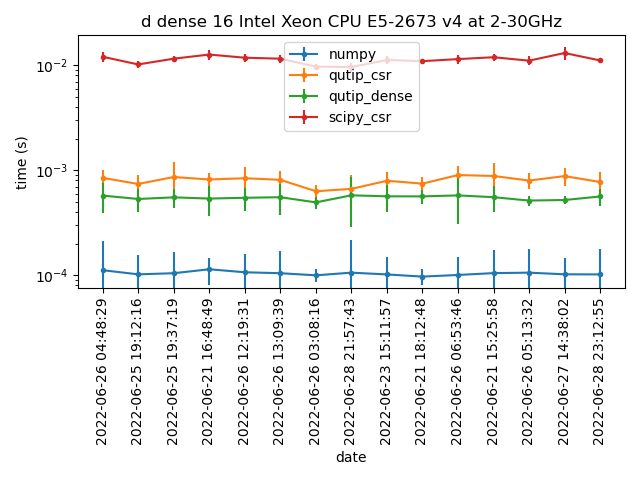 d dense 16 Intel Xeon CPU E5-2673 v4 at 2-30GHz
numpy
qutip_csr
qutip_dense
scipy_csr
time (s)
10⁻²
10⁻³
10⁻⁴
2022-06-26 04:48:29
2022-06-25 19:12:16
2022-06-25 19:37:19
2022-06-21 16:48:49
2022-06-26 12:19:31
2022-06-26 13:09:39
2022-06-26 03:08:16
2022-06-28 21:57:43
2022-06-23 15:11:57
2022-06-21 18:12:48
2022-06-26 06:53:46
2022-06-21 15:25:58
2022-06-26 05:13:32
2022-06-27 14:38:02
2022-06-28 23:12:55
date